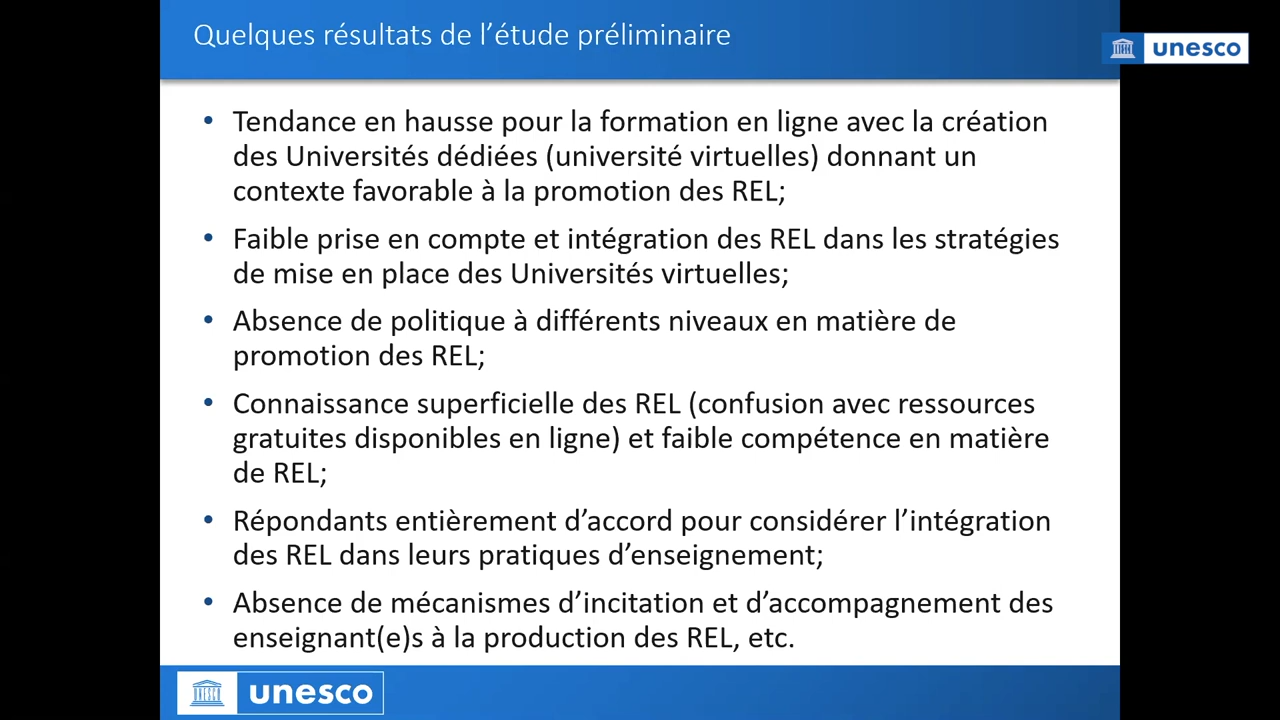 Quelques résultats de l’étude préliminaire
unesco
• Tendance en hausse pour la formation en ligne avec la création
des Universités dédiées (université virtuelles) donnant un
contexte favorable à la promotion des REL;
• Faible prise en compte et intégration des REL dans les stratégies
de mise en place des Universités virtuelles;
• Absence de politique à différents niveaux en matière de
promotion des REL;
• Connaissance superficielle des REL (confusion avec ressources
gratuites disponibles en ligne) et faible compétence en matière
de REL;
• Répondants entièrement d’accord pour considérer l’intégration
des REL dans leurs pratiques d’enseignement;
• Absence de mécanismes d’incitation et d’accompagnement des
enseignant(e)s à la production des REL, etc.
unesco